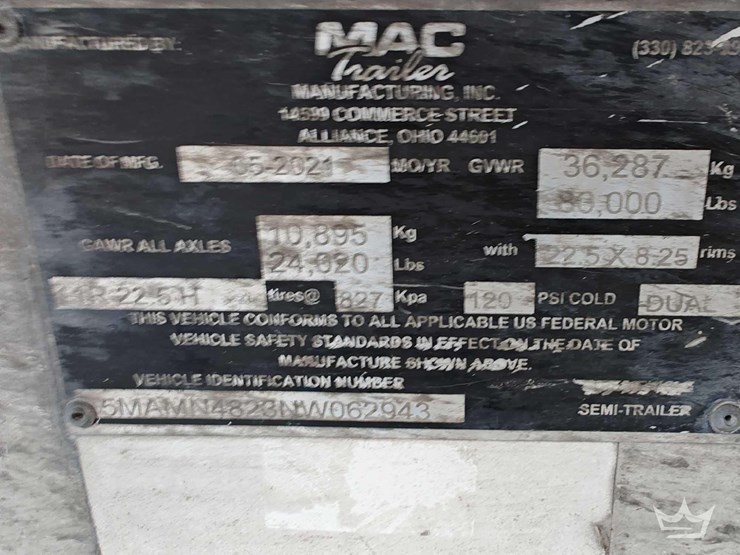 MANUFACTURED BY:
MAC
Trailer
(330) 823
MANUFACTURING, INC.
14599 COMMERCE STREET
ALLIANCE, OHIO 44601
DATE OF MFG. 05-2021 MO/YR GVWR 36,287 Kg
80,000 Lbs
GAWR ALL AXLES 10,895 Kg
24,020 Lbs
with 22.5 X 8.25 rims
22.5 H tires@ 827 Kpa 120 PSI COLD DUAL
THIS VEHICLE CONFORMS TO ALL APPLICABLE US FEDERAL MOTOR
VEHICLE SAFETY STANDARDS IN EFFECT ON THE DATE OF
MANUFACTURE SHOWN ABOVE.
VEHICLE IDENTIFICATION NUMBER
5MAMN4823NW062943
SEMI-TRAILER